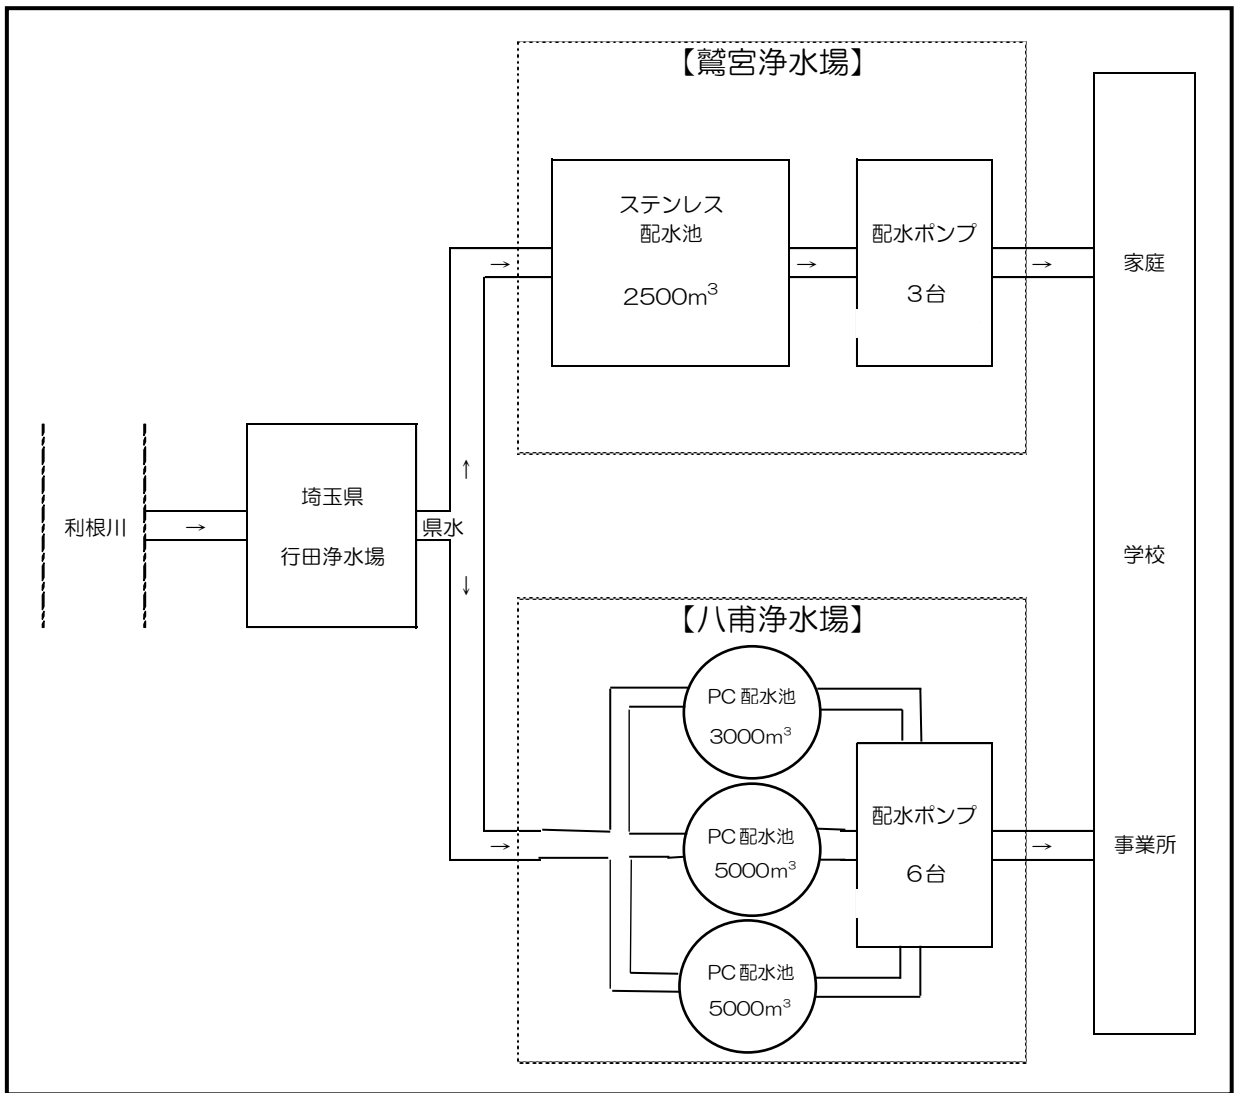 【鷲宮浄水場】
ステンレス
配水池
2500m³
配水ポンプ
3台
→
→
→
家庭
利根川
→
埼玉県
行田浄水場
県水
↑
↓
学校
【八甫浄水場】
PC配水池
3000m³
PC配水池
5000m³
PC配水池
5000m³
配水ポンプ
6台
→
→
事業所